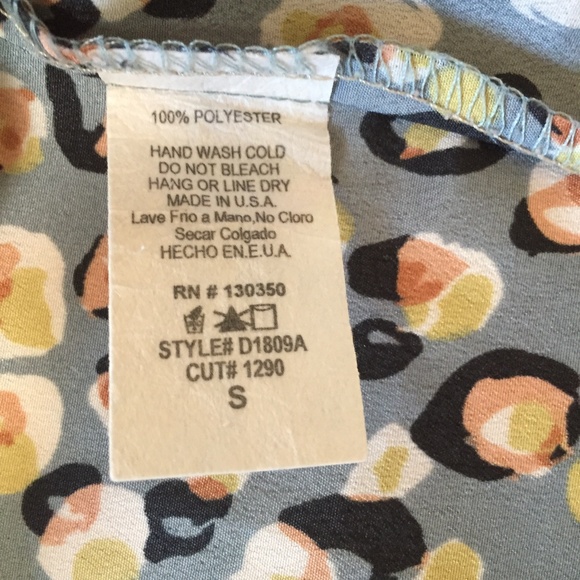 100% POLYESTER
HAND WASH COLD
DO NOT BLEACH
HANG OR LINE DRY
MADE IN U.S.A.
Lave Frio a Mano,No Cloro
Secar Colgado
HECHO EN.E.U.A.
RN # 130350
STYLE# D1809A
CUT# 1290
S